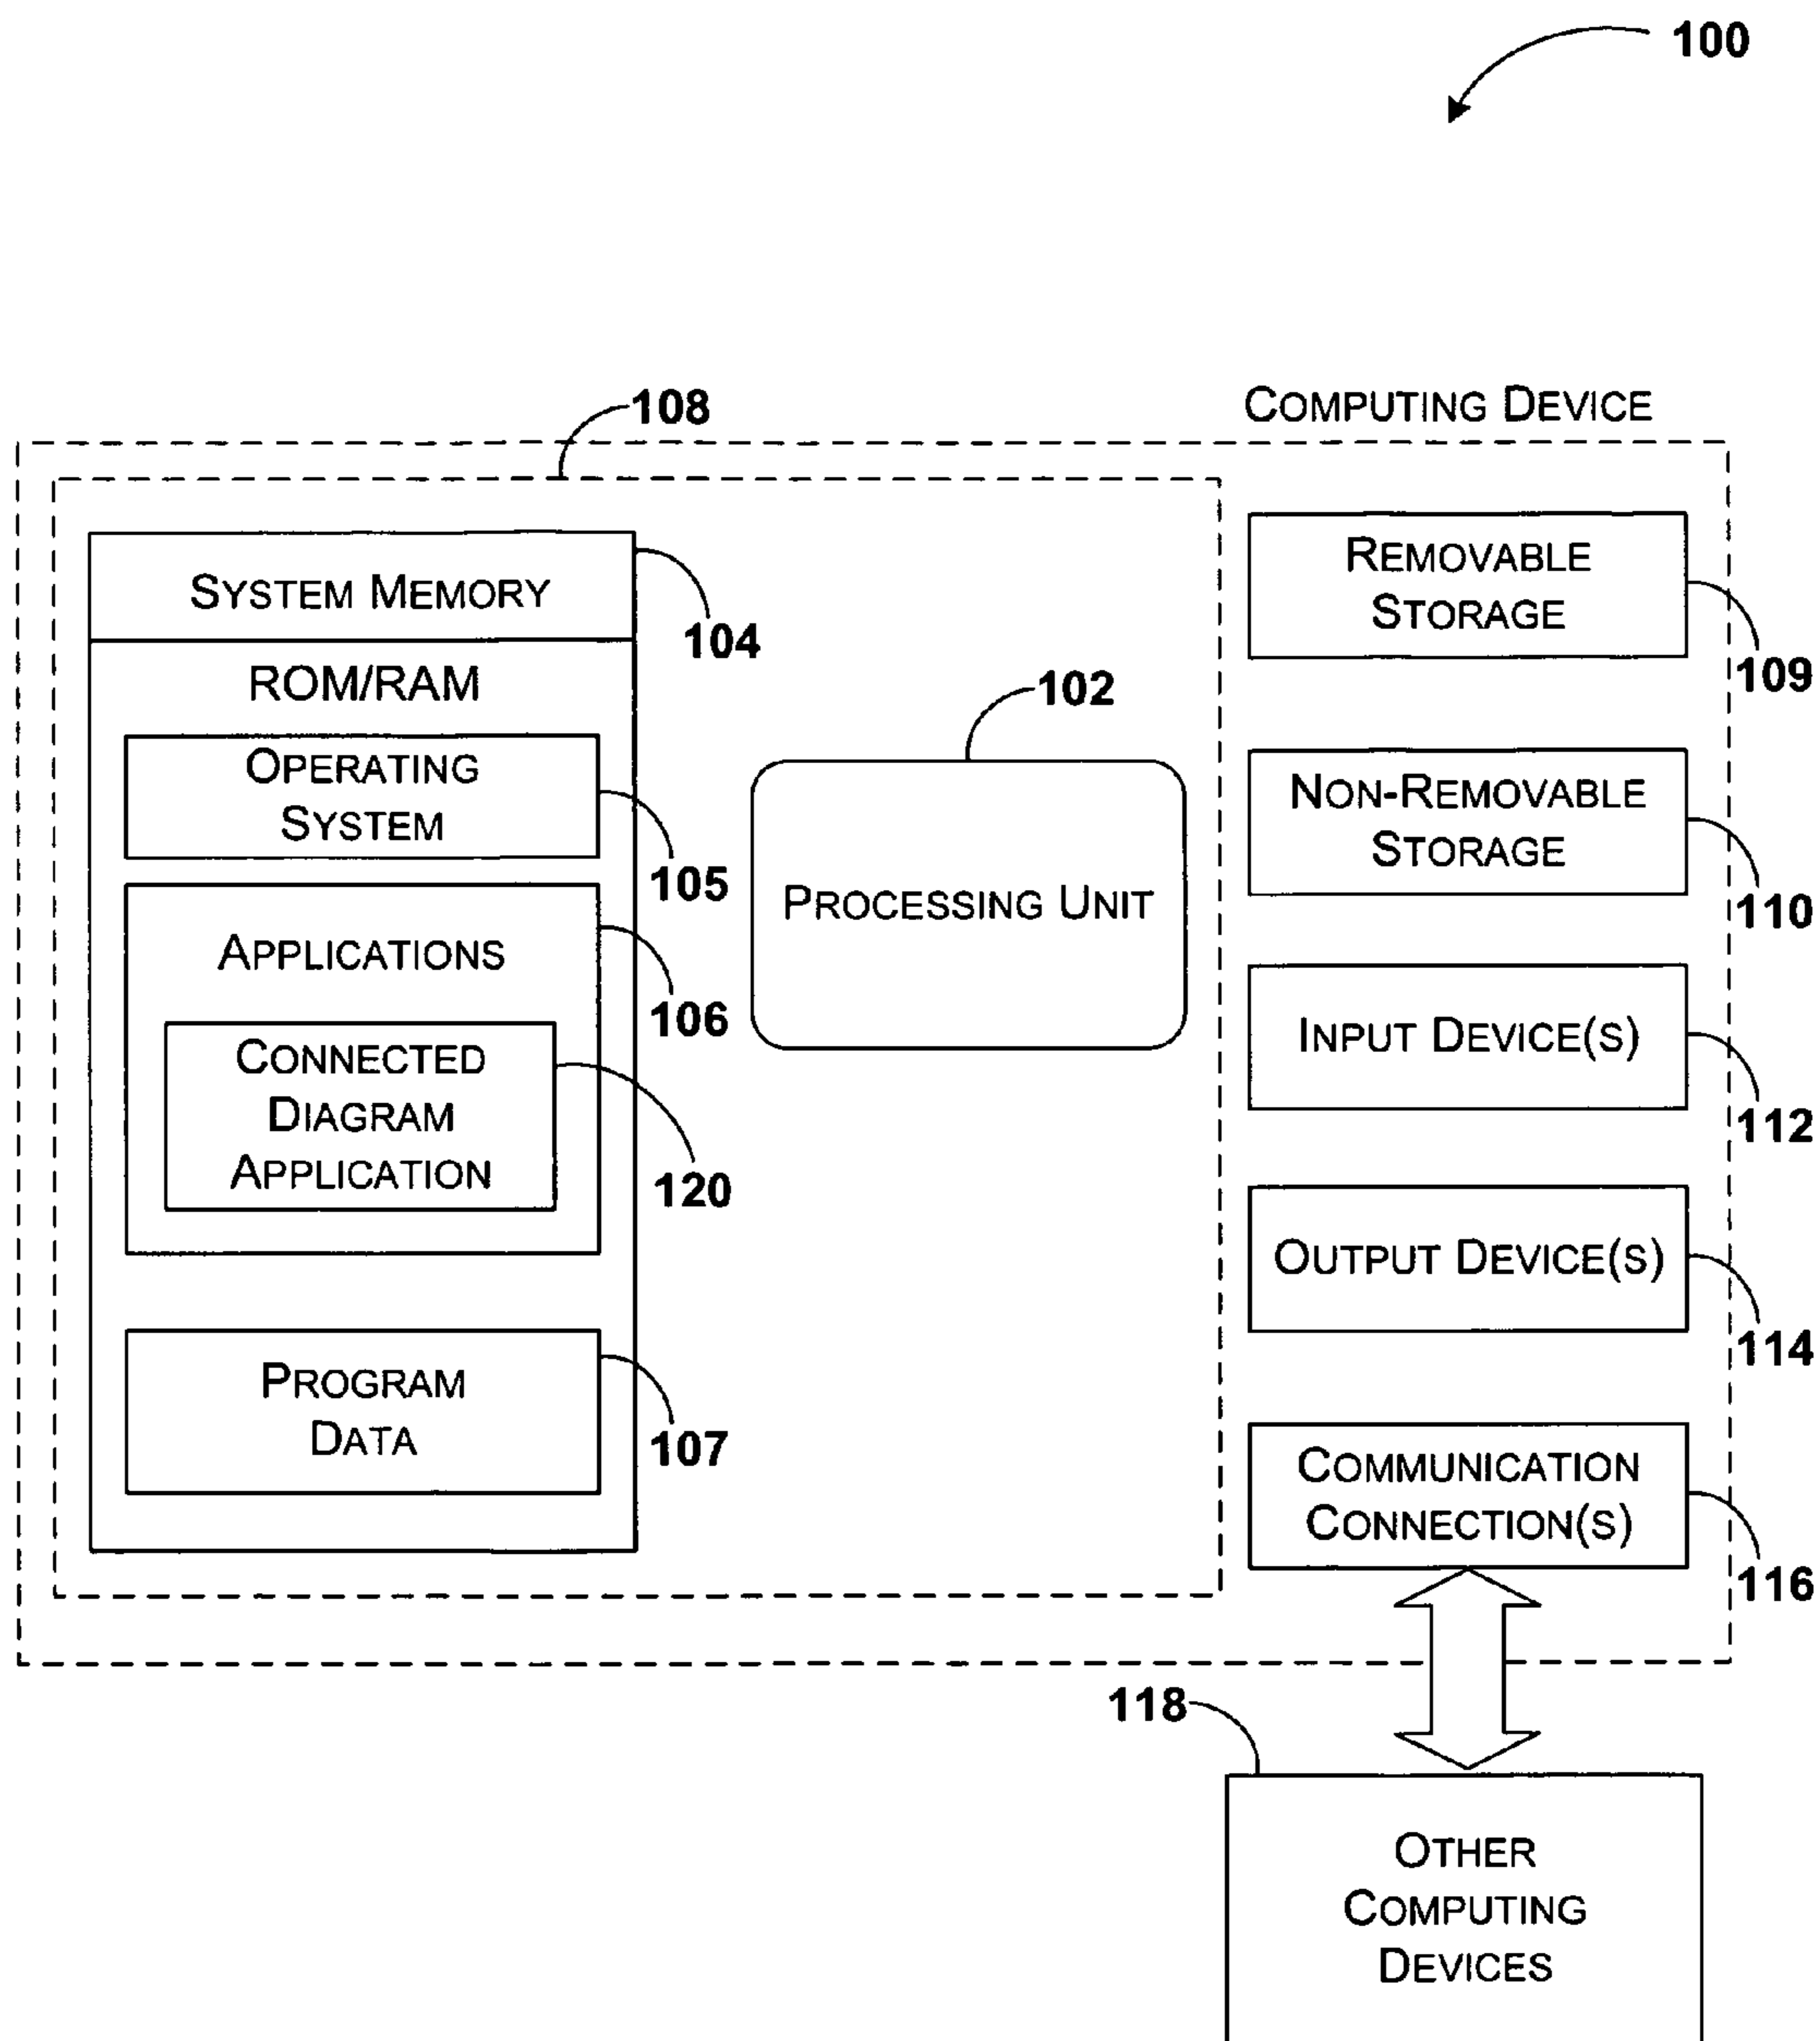 100
108
COMPUTING DEVICE
SYSTEM MEMORY
104
ROM/RAM
OPERATING
SYSTEM
105
APPLICATIONS
106
CONNECTED
DIAGRAM
APPLICATION
120
PROGRAM
DATA
107
102
PROCESSING UNIT
REMOVABLE
STORAGE
109
NON-REMOVABLE
STORAGE
110
INPUT DEVICE(S)
112
OUTPUT DEVICE(S)
114
COMMUNICATION
CONNECTION(S)
116
118
OTHER
COMPUTING
DEVICES